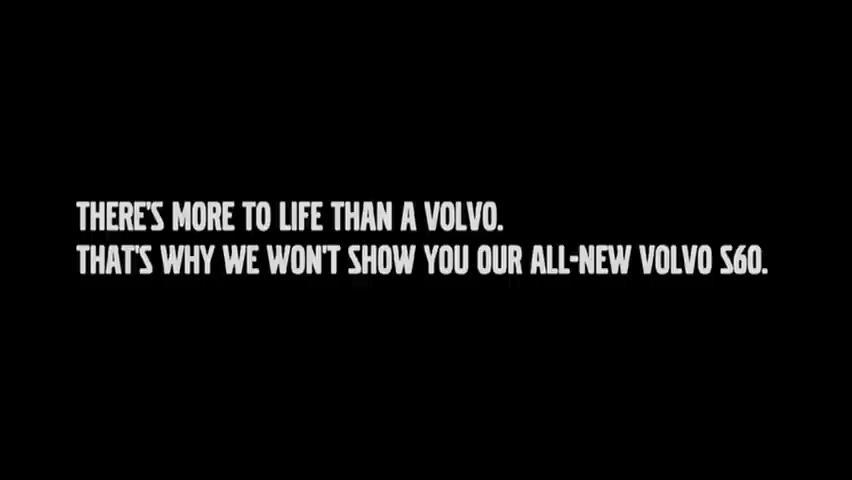 THERE'S MORE TO LIFE THAN A VOLVO.
THAT'S WHY WE WON'T SHOW YOU OUR ALL-NEW VOLVO S60.